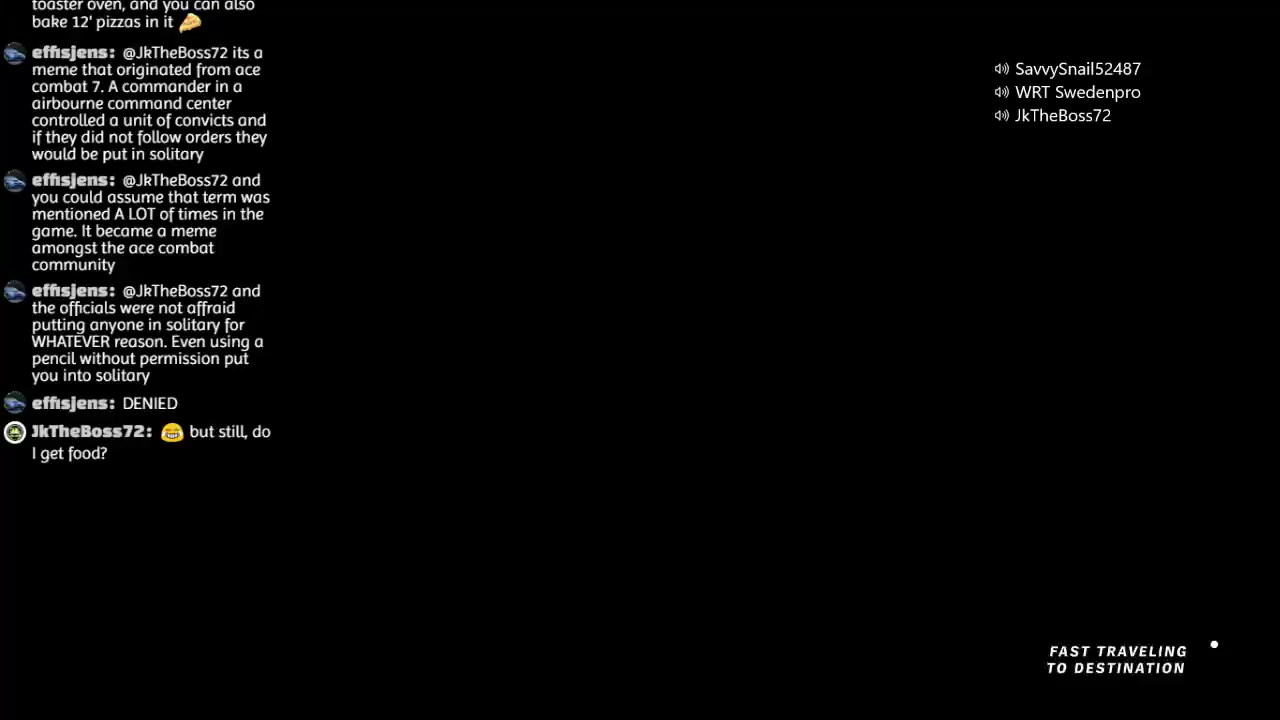 toaster oven, and you can also
bake 12' pizzas in it 🍕
effisjens: @JkTheBoss72 its a
meme that originated from ace
combat 7. A commander in a
airbourne command center
controlled a unit of convicts and
if they did not follow orders they
would be put in solitary
effisjens: @JkTheBoss72 and
you could assume that term was
mentioned A LOT of times in the
game. It became a meme
amongst the ace combat
community
effisjens: @JkTheBoss72 and
the officials were not affraid
putting anyone in solitary for
WHATEVER reason. Even using a
pencil without permission put
you into solitary
effisjens: DENIED
JkTheBoss72: 😂 but still, do
I get food?
SavvySnail52487
WRT Swedenpro
JkTheBoss72
FAST TRAVELING
TO DESTINATION